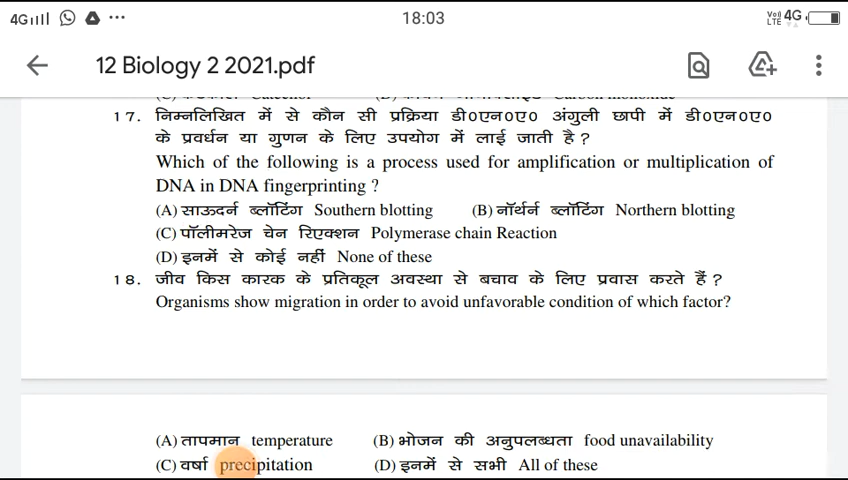 4G
18:03
Vo)) LTE 4G
12 Biology 2 2021.pdf
17. निम्नलिखित में से कौन सी प्रक्रिया डी०एन०ए० अंगुली छापी में डी०एन०ए०
के प्रवर्धन या गुणन के लिए उपयोग में लाई जाती है ?
Which of the following is a process used for amplification or multiplication of
DNA in DNA fingerprinting ?
(A) साऊदर्न ब्लॉटिंग Southern blotting (B) नॉर्थर्न ब्लॉटिंग Northern blotting
(C) पॉलीमरेज चेन रिएक्शन Polymerase chain Reaction
(D) इनमें से कोई नहीं None of these
18. जीव किस कारक के प्रतिकूल अवस्था से बचाव के लिए प्रवास करते हैं ?
Organisms show migration in order to avoid unfavorable condition of which factor?
(A) तापमान temperature (B) भोजन की अनुपलब्धता food unavailability
(C) वर्षा precipitation (D) इनमें से सभी All of these